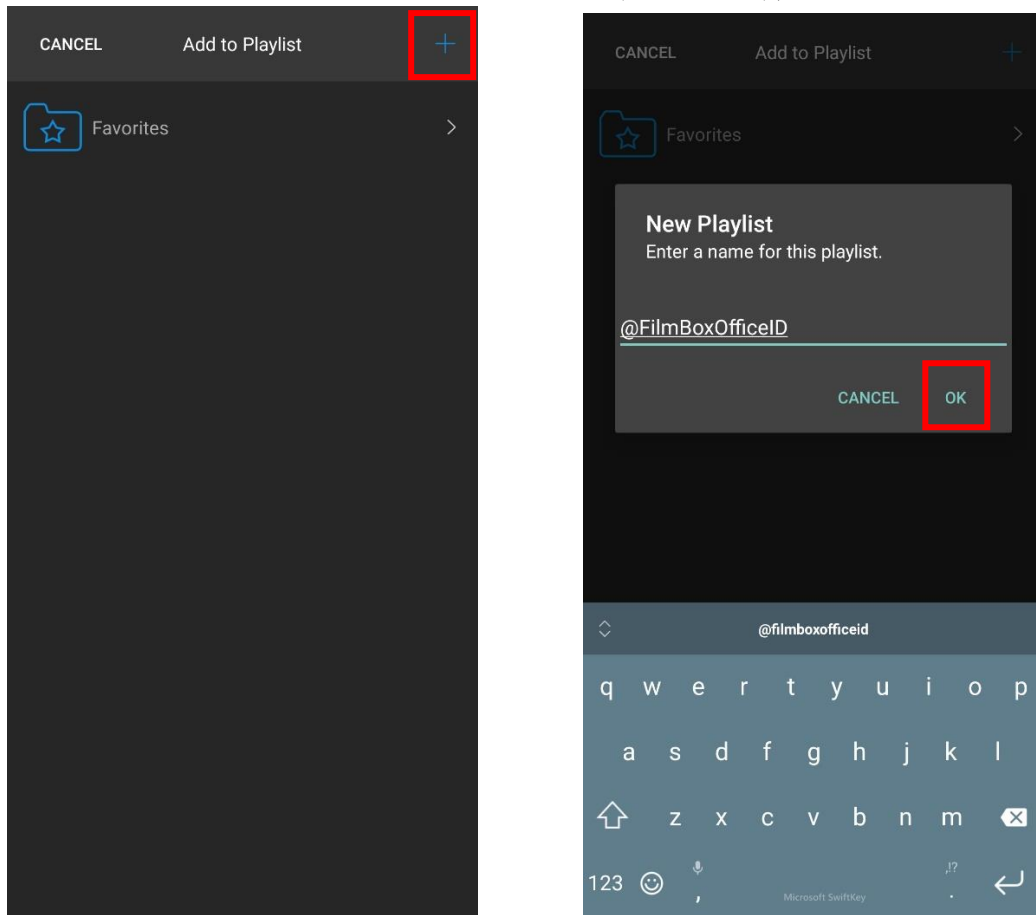 CANCEL Add to Playlist +
Favorites >
CANCEL Add to Playlist +
Favorites >
New Playlist
Enter a name for this playlist.
@FilmBoxOfficeID
CANCEL OK
@filmboxofficeid
q w e r t y u i o p
a s d f g h j k l
z x c v b n m
,!?
123 , Microsoft SwiftKey .